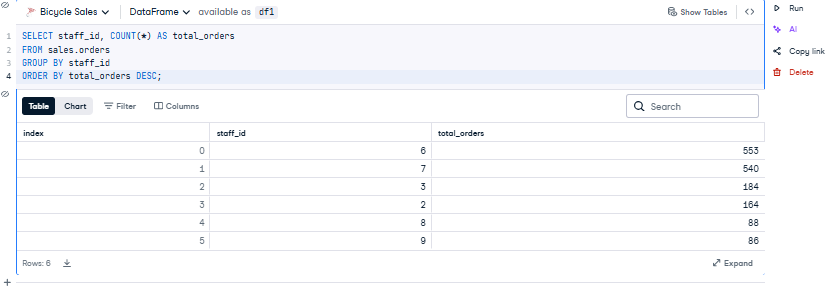 Bicycle Sales DataFrame available as df1 Show Tables
Run
AI
Copy link
Delete
1 SELECT staff_id, COUNT(*) AS total_orders
2 FROM sales.orders
3 GROUP BY staff_id
4 ORDER BY total_orders DESC;
Table Chart Filter Columns Search
index staff_id total_orders
0 6 553
1 7 540
2 3 184
3 2 164
4 8 88
5 9 86
Rows: 6 Expand